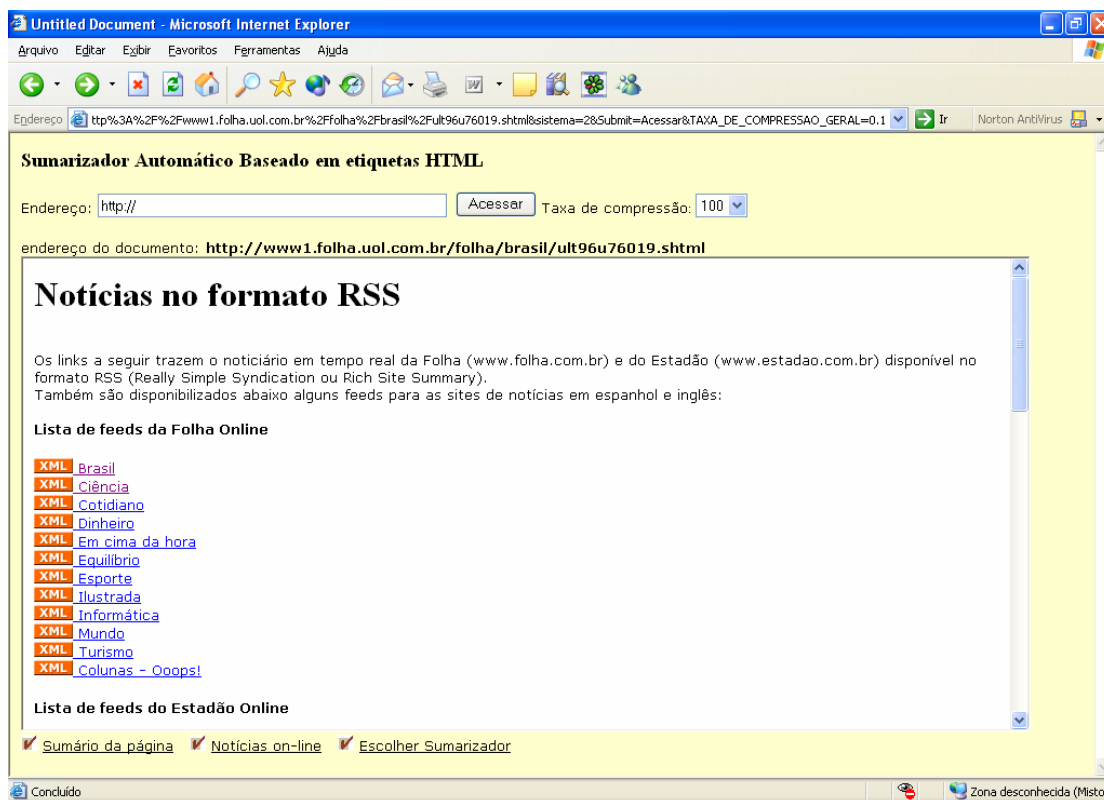 Untitled Document - Microsoft Internet Explorer
Arquivo Editar Exibir Favoritos Ferramentas Ajuda
Endereço ttp%3A%2F%2Fwww1.folha.uol.com.br%2Ffolha%2Fbrasil%2Fult96u76019.shtml&sistema=2&Submit=Acessar&TAXA_DE_COMPRESSAO_GERAL=0.1 Ir Norton AntiVirus
Sumarizador Automático Baseado em etiquetas HTML
Endereço: http:// Acessar Taxa de compressão: 100
endereço do documento: http://www1.folha.uol.com.br/folha/brasil/ult96u76019.shtml
Notícias no formato RSS
Os links a seguir trazem o noticiário em tempo real da Folha (www.folha.com.br) e do Estadão (www.estadao.com.br) disponível no
formato RSS (Really Simple Syndication ou Rich Site Summary).
Também são disponibilizados abaixo alguns feeds para as sites de notícias em espanhol e inglês:
Lista de feeds da Folha Online
XML Brasil
XML Ciência
XML Cotidiano
XML Dinheiro
XML Em cima da hora
XML Equilíbrio
XML Esporte
XML Ilustrada
XML Informática
XML Mundo
XML Turismo
XML Colunas - Ooops!
Lista de feeds do Estadão Online
Sumário da página Notícias on-line Escolher Sumarizador
Concluído Zona desconhecida (Misto